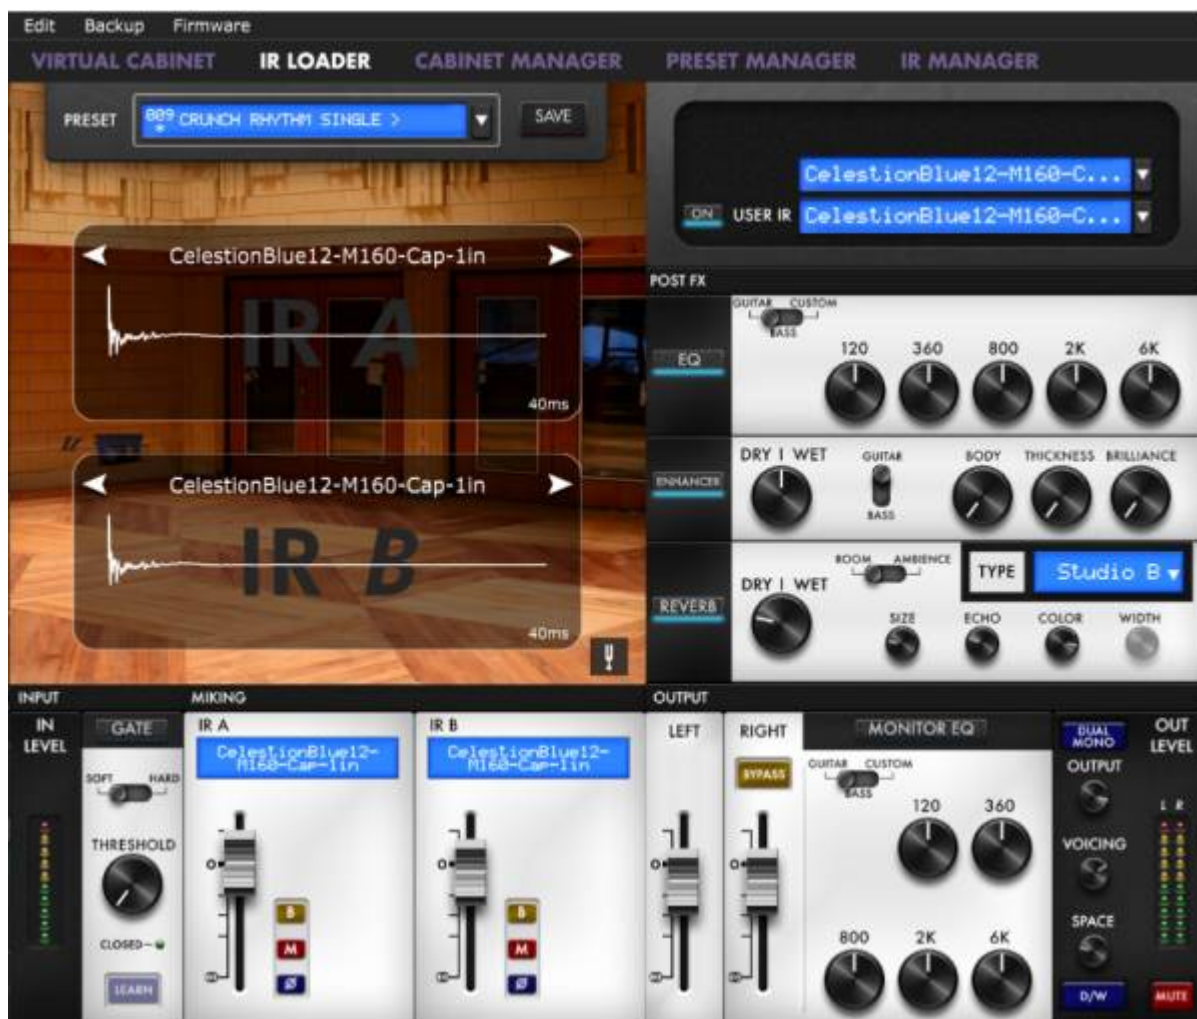 Edit Backup Firmware
VIRTUAL CABINET IR LOADER CABINET MANAGER PRESET MANAGER IR MANAGER
PRESET 009 CRUNCH RHYTHM SINGLE > SAVE
CelestionBlue12-M160-C...
ON USER IR CelestionBlue12-M160-C...
CelestionBlue12-M160-Cap-1in
IR A
40ms
CelestionBlue12-M160-Cap-1in
IR B
40ms
POST FX
GUITAR CUSTOM
BASS
EQ
120 360 800 2K 6K
ENHANCER
DRY | WET
GUITAR
BASS
BODY THICKNESS BRILLIANCE
REVERB
DRY | WET
ROOM AMBIENCE
TYPE Studio B
SIZE ECHO COLOR WIDTH
INPUT
IN
LEVEL
GATE
SOFT HARD
THRESHOLD
CLOSED
LEARN
MIKING
IR A
CelestionBlue12-
M160-Cap-1in
0
B
M
Ø
∞
IR B
CelestionBlue12-
M160-Cap-1in
0
B
M
Ø
∞
OUTPUT
LEFT
0
∞
RIGHT
BYPASS
0
∞
MONITOR EQ
GUITAR CUSTOM
BASS
120 360
800 2K 6K
DUAL
MONO
OUTPUT
VOICING
SPACE
D/W
OUT
LEVEL
L R
MUTE